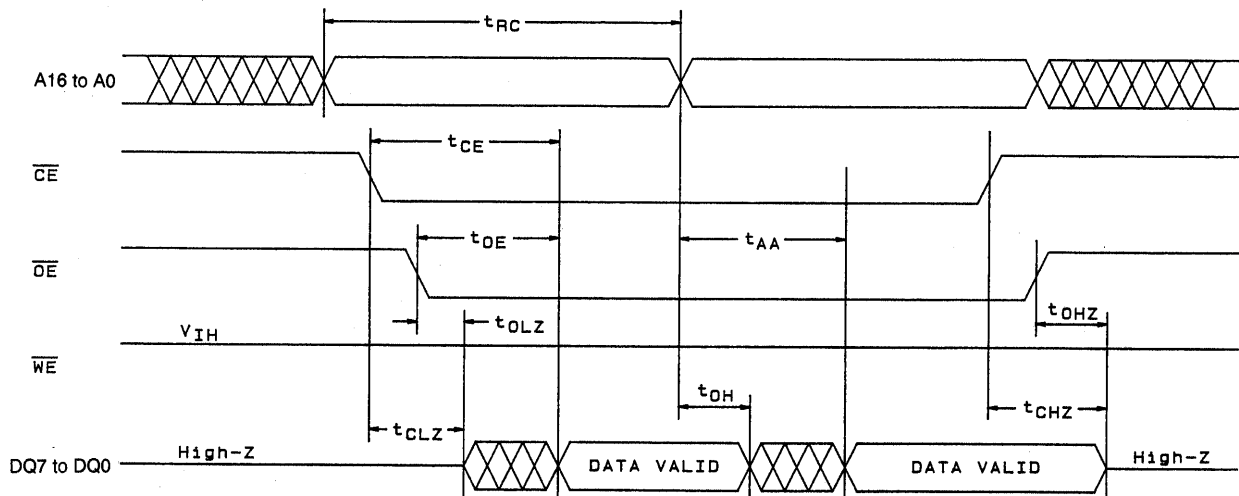 tRC
A16 to A0
tCE
CE
tOE
tAA
OE
tOLZ
tOHZ
VIH
WE
tOH
tCLZ
tCHZ
High-Z
DATA VALID
DATA VALID
High-Z
DQ7 to DQ0